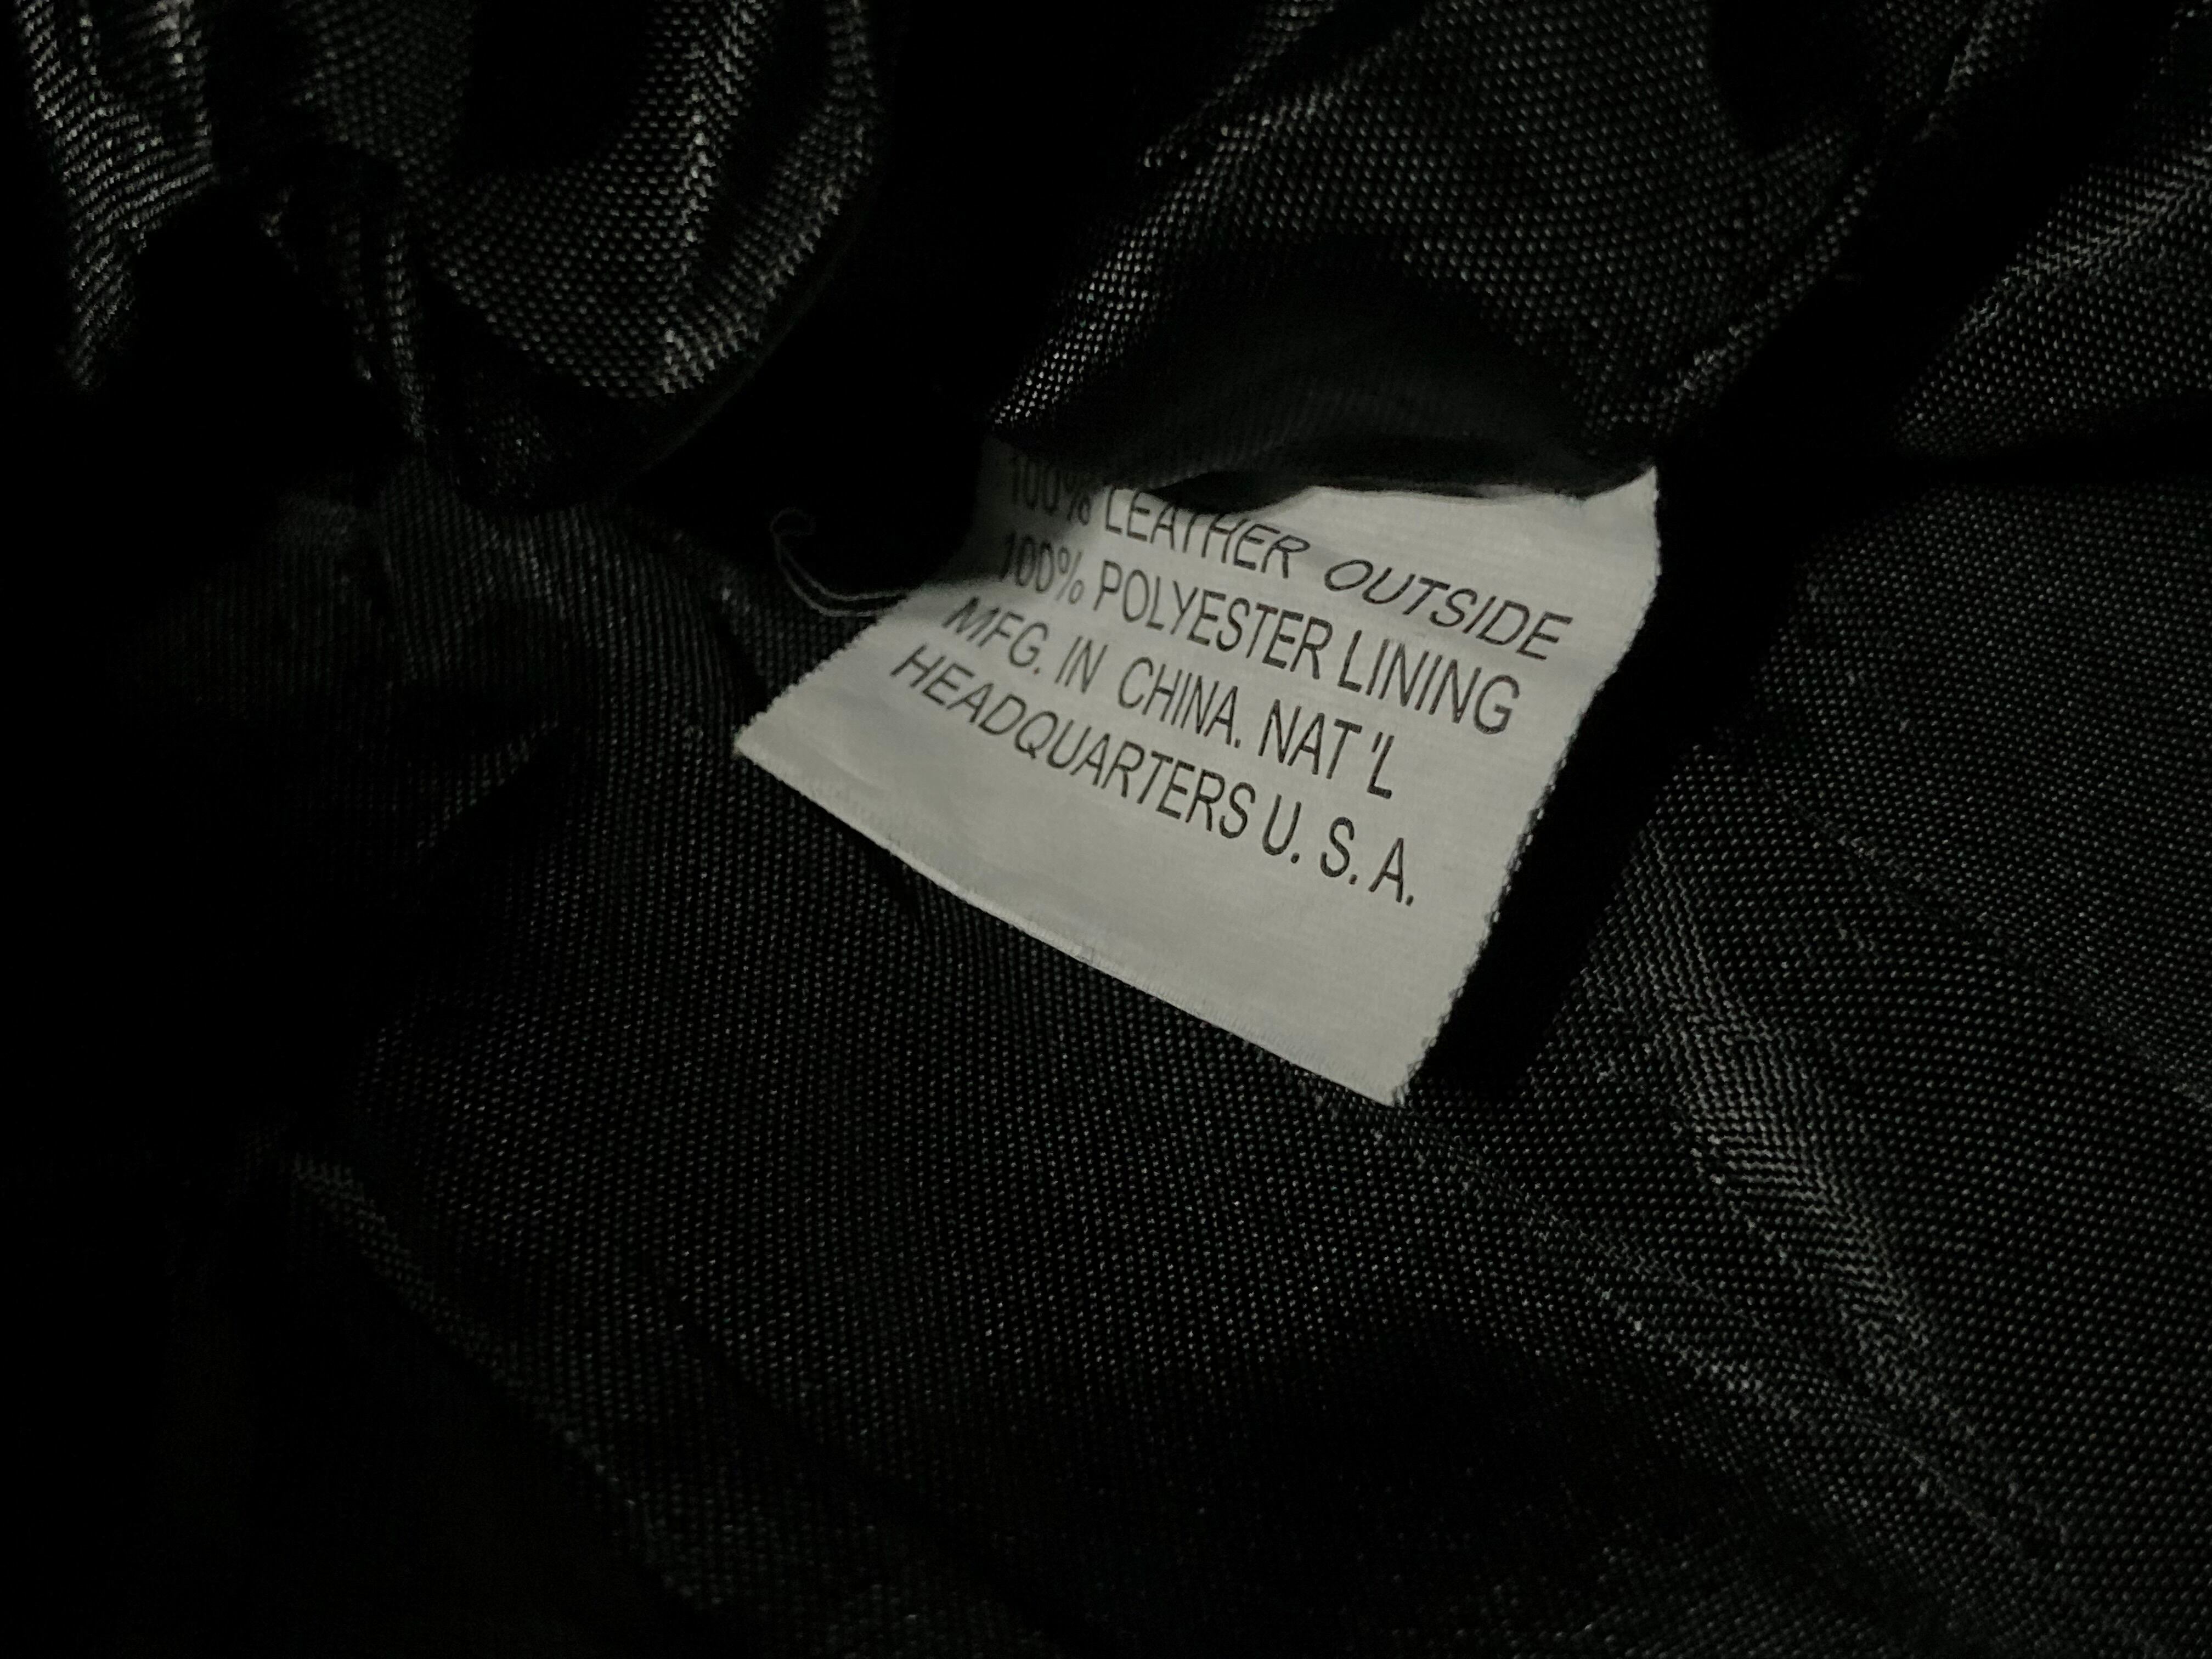 100% LEATHER OUTSIDE
100% POLYESTER LINING
MFG. IN CHINA. NAT'L
HEADQUARTERS U. S. A.